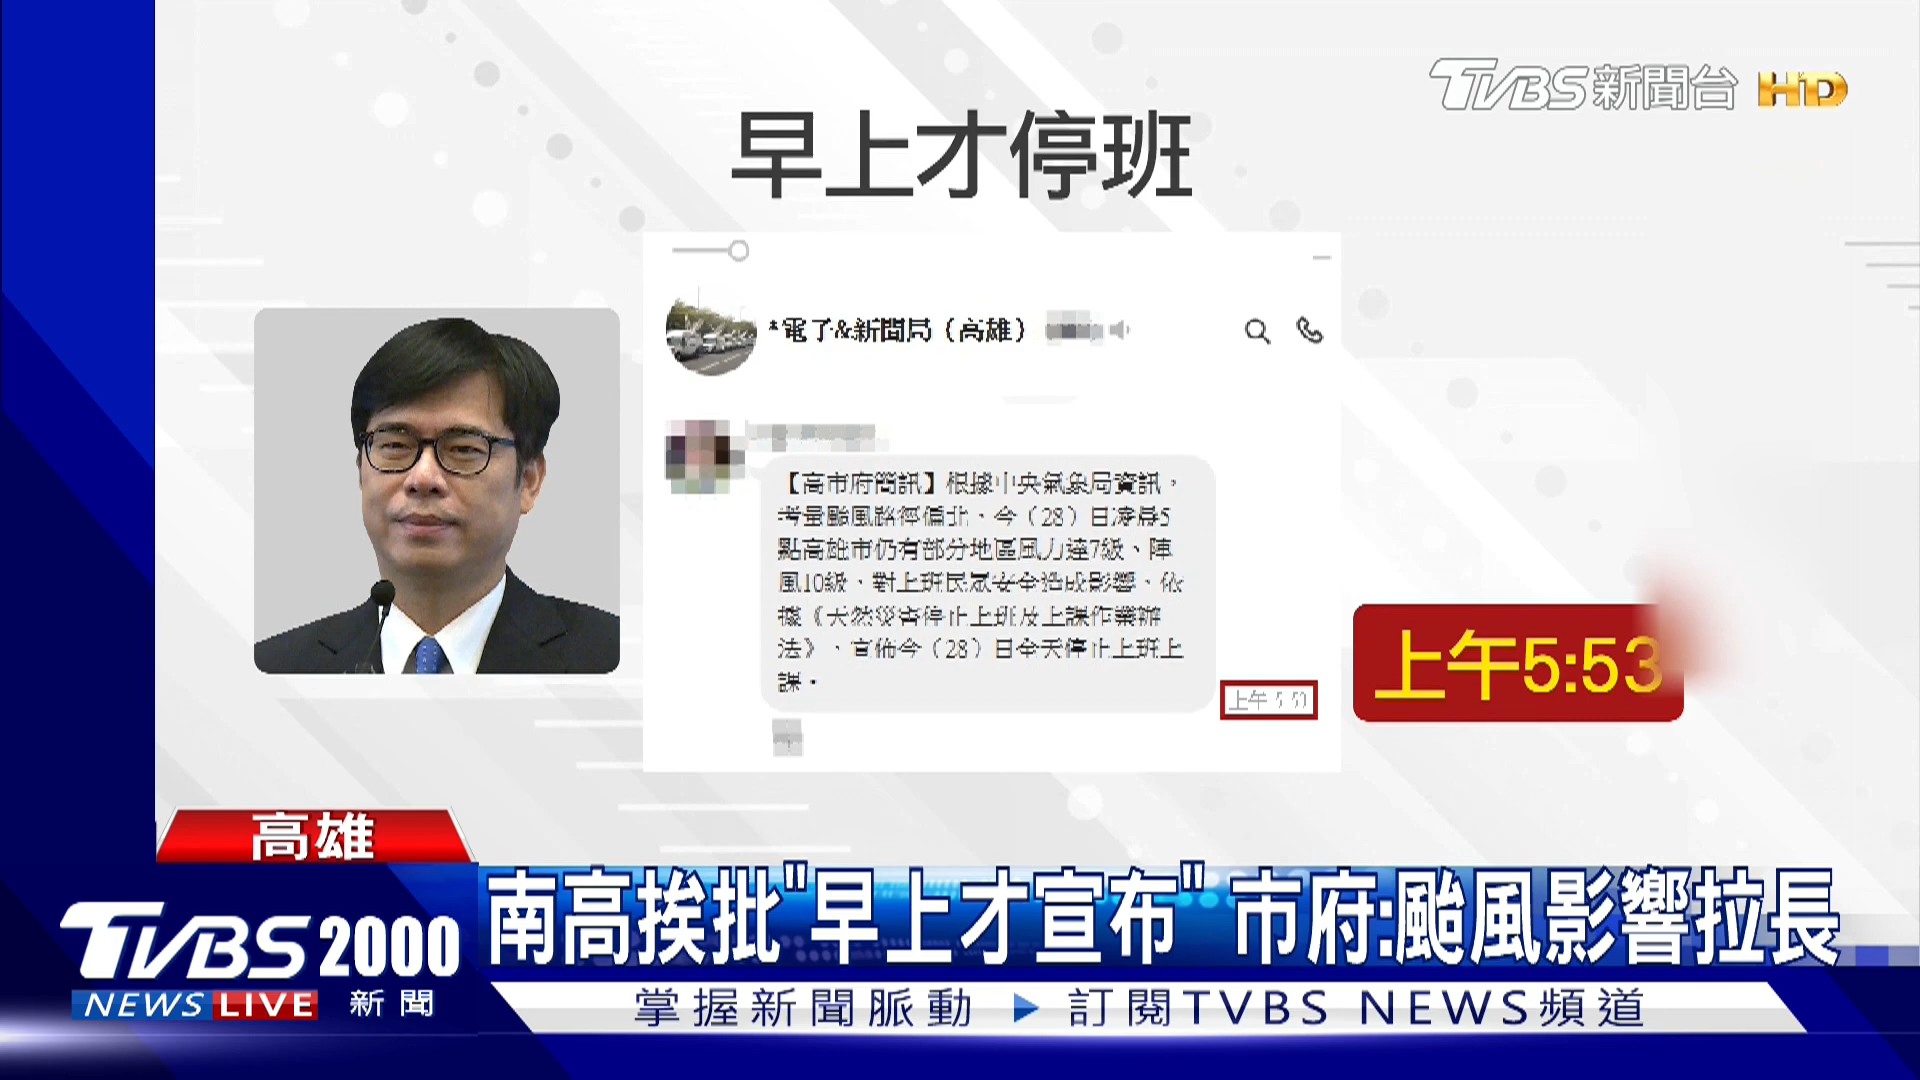 TVBS新聞台 HD
早上才停班
*電子&新聞局（高雄）
【高市府簡訊】根據中央氣象局資訊，
考量颱風路徑偏北，今（28）日凌晨5
點高雄市仍有部分地區風力達7級、陣
風10級，對上班民眾安全造成影響，依
據《天然災害停止上班及上課作業辦
法》，宣佈今（28）日全天停止上班上
課。
上午5:53
高雄
南高挨批"早上才宣布" 市府:颱風影響拉長
TVBS 2000
NEWS LIVE 新聞
掌握新聞脈動 ▶ 訂閱TVBS NEWS頻道